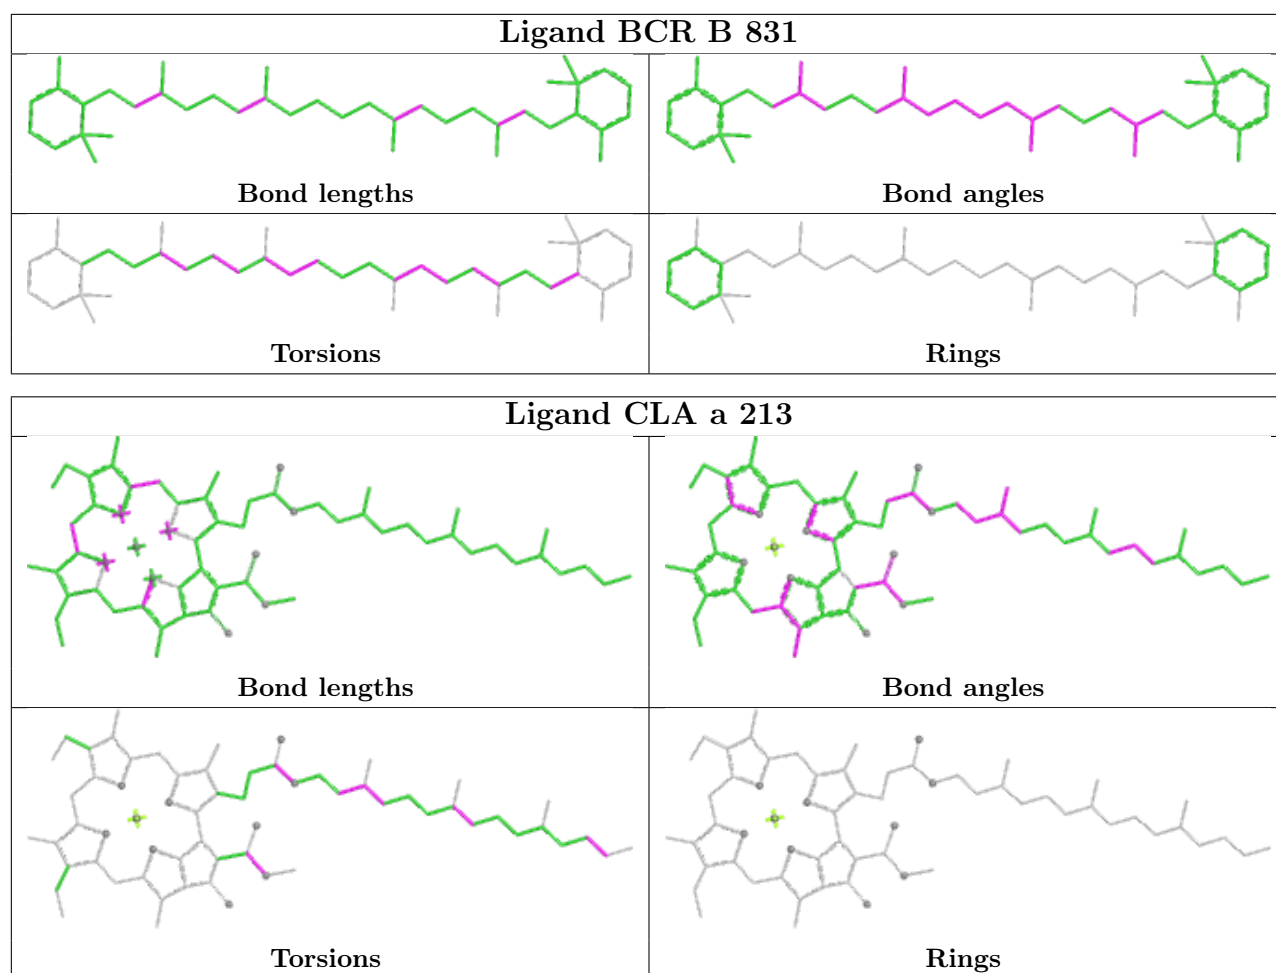 Ligand BCR B 831
Bond lengths
Bond angles
Torsions
Rings
Ligand CLA a 213
Bond lengths
Bond angles
Torsions
Rings